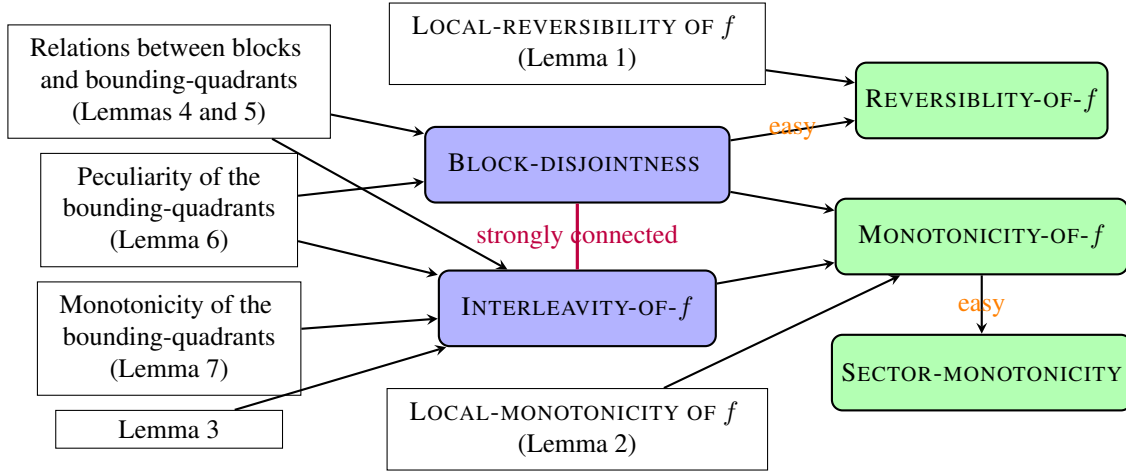 Relations between blocks
and bounding-quadrants
(Lemmas 4 and 5)
LOCAL-REVERSIBILITY OF f
(Lemma 1)
REVERSIBLITY-OF-f
easy
BLOCK-DISJOINTNESS
Peculiarity of the
bounding-quadrants
(Lemma 6)
strongly connected
MONOTONICITY-OF-f
INTERLEAVITY-OF-f
easy
Monotonicity of the
bounding-quadrants
(Lemma 7)
SECTOR-MONOTONICITY
Lemma 3
LOCAL-MONOTONICITY OF f
(Lemma 2)